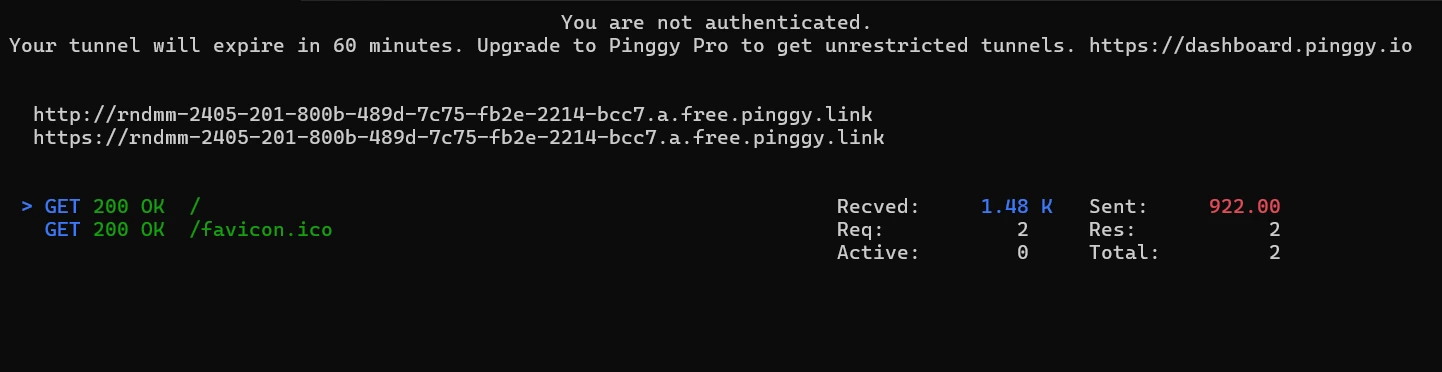 You are not authenticated.
Your tunnel will expire in 60 minutes. Upgrade to Pinggy Pro to get unrestricted tunnels. https://dashboard.pinggy.io
http://rndmm-2405-201-800b-489d-7c75-fb2e-2214-bcc7.a.free.pinggy.link
https://rndmm-2405-201-800b-489d-7c75-fb2e-2214-bcc7.a.free.pinggy.link
> GET 200 OK / Recved: 1.48 K Sent: 922.00
GET 200 OK /favicon.ico Req: 2 Res: 2
Active: 0 Total: 2